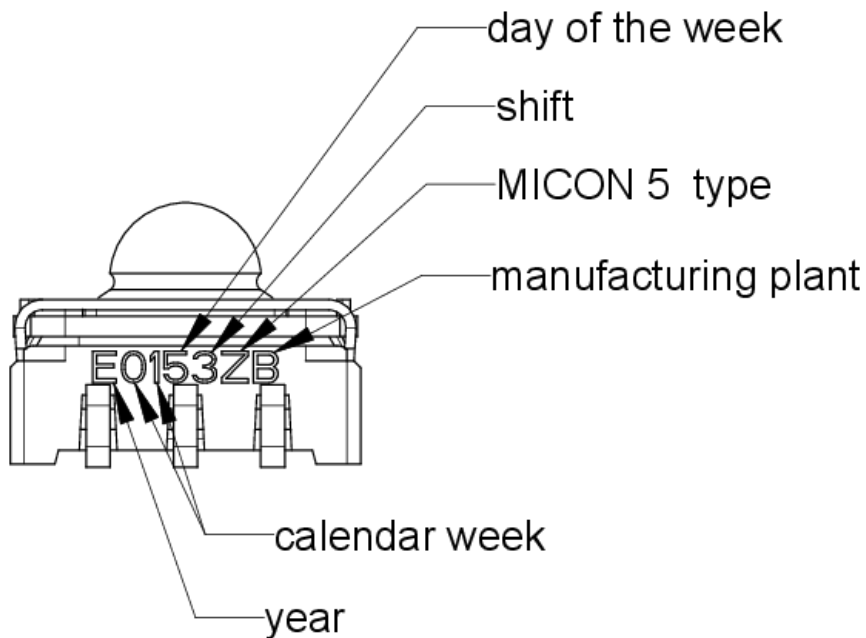 day of the week
shift
MICON 5 type
manufacturing plant
E0153ZB
calendar week
year